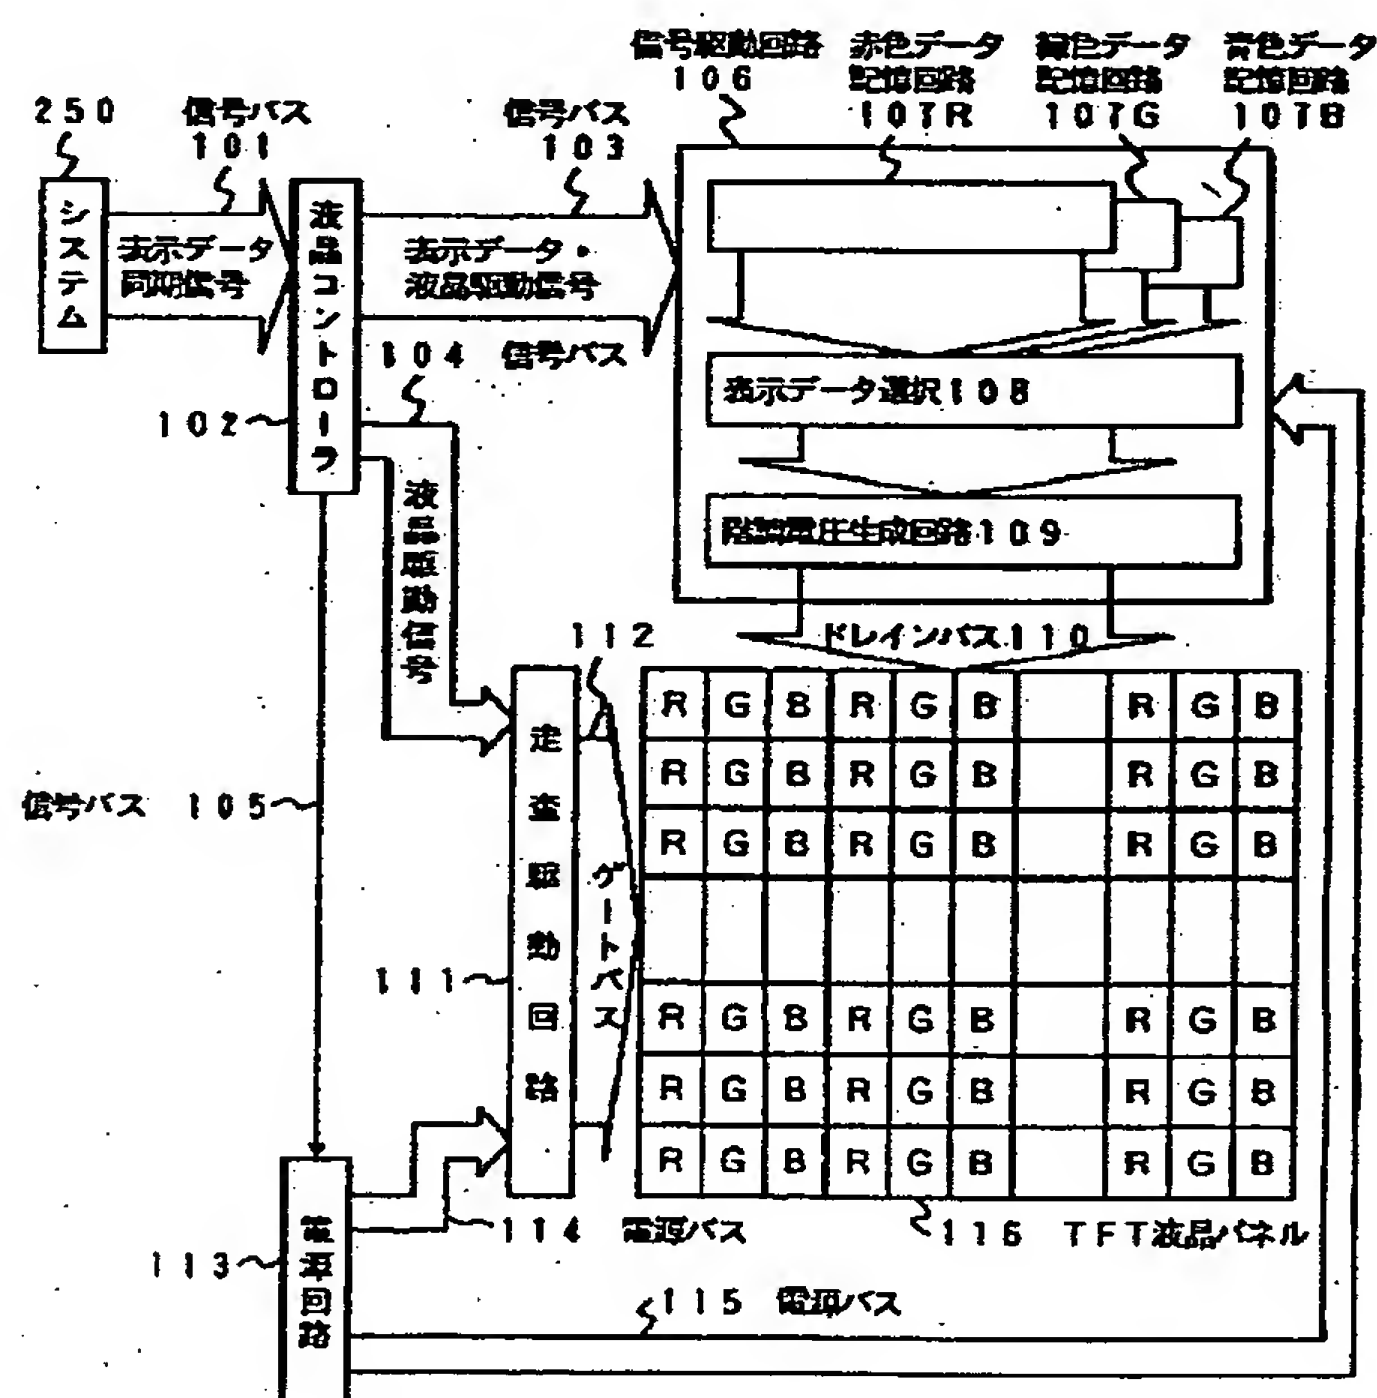 信号駆動回路
106
赤色データ
記憶回路
107R
緑色データ
記憶回路
107G
青色データ
記憶回路
107B
250
信号バス
101
信号バス
103
システム
表示データ
同期信号
液晶コントローラ
表示データ・
液晶駆動信号
104 信号バス
102
液晶駆動信号
表示データ選択108
階調電圧生成回路109
ドレインバス110
112
走査駆動回路
ゲートバス
信号バス 105
111
R G B R G B R G B
R G B R G B R G B
R G B R G B R G B
R G B R G B R G B
R G B R G B R G B
R G B R G B R G B
114 電源バス
116 TFT液晶パネル
113
電源回路
115 電源バス